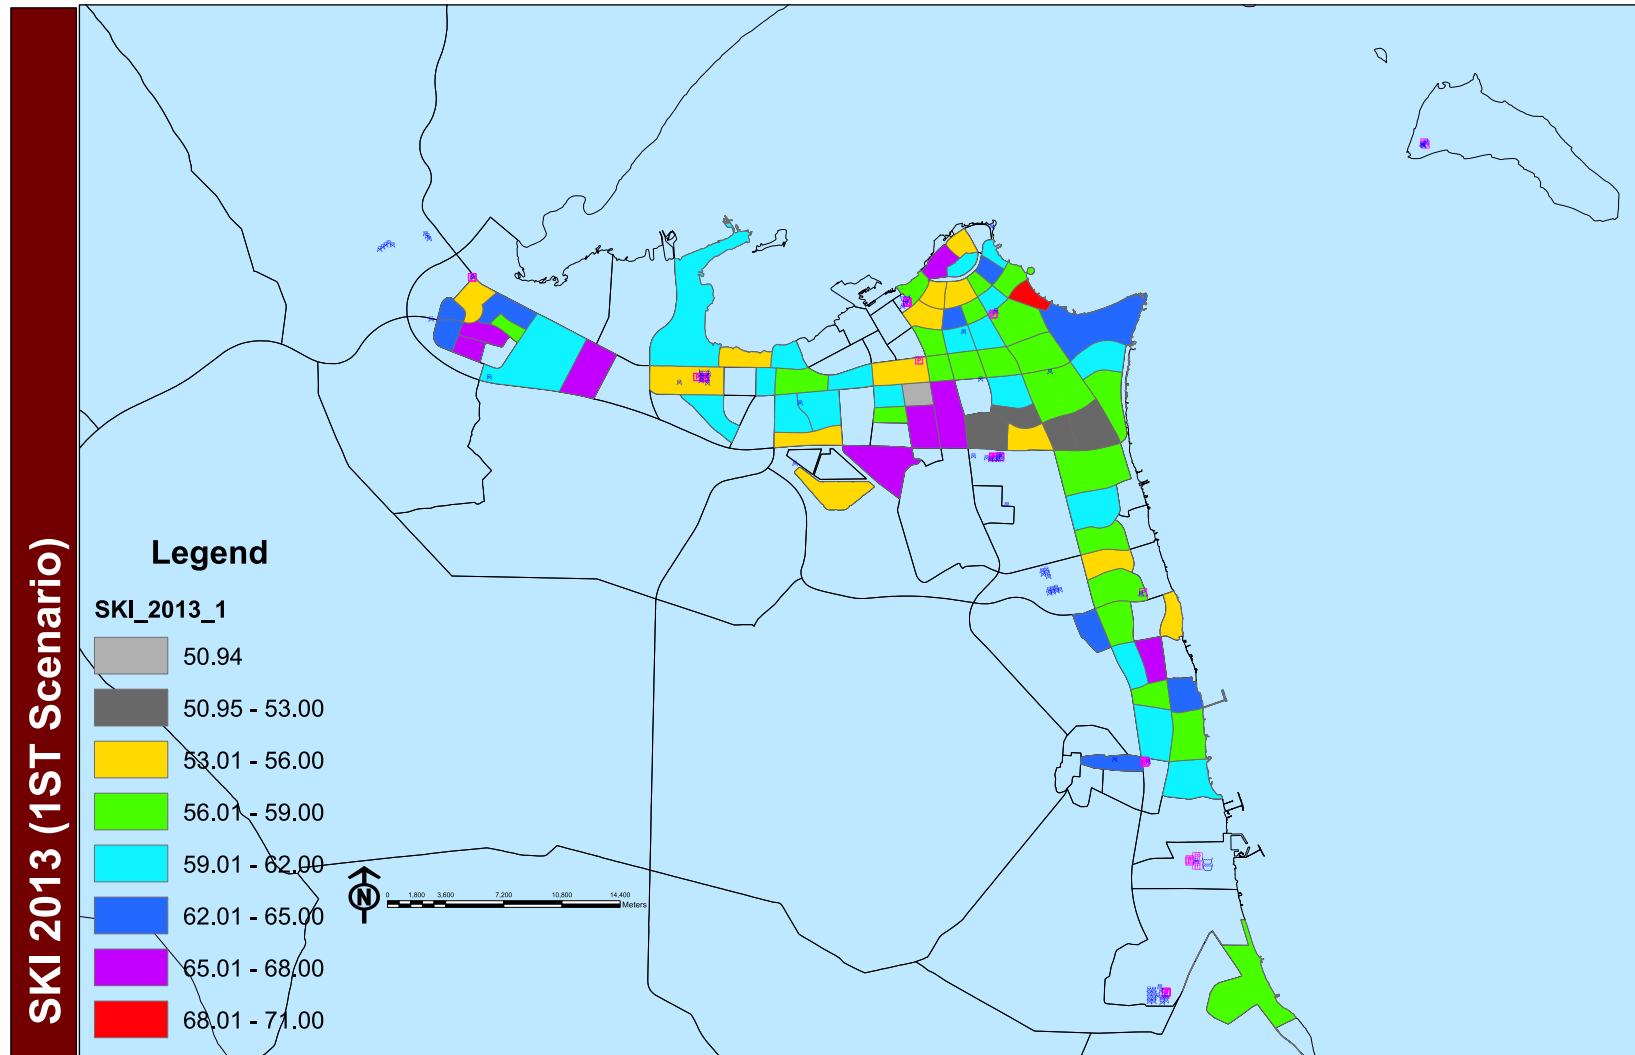 SKI 2013 (1ST Scenario)
Legend
SKI_2013_1
50.94
50.95 - 53.00
53.01 - 56.00
56.01 - 59.00
59.01 - 62.00
62.01 - 65.00
65.01 - 68.00
68.01 - 71.00
N
0 1,800 3,600 7,200 10,800 14,400
Meters